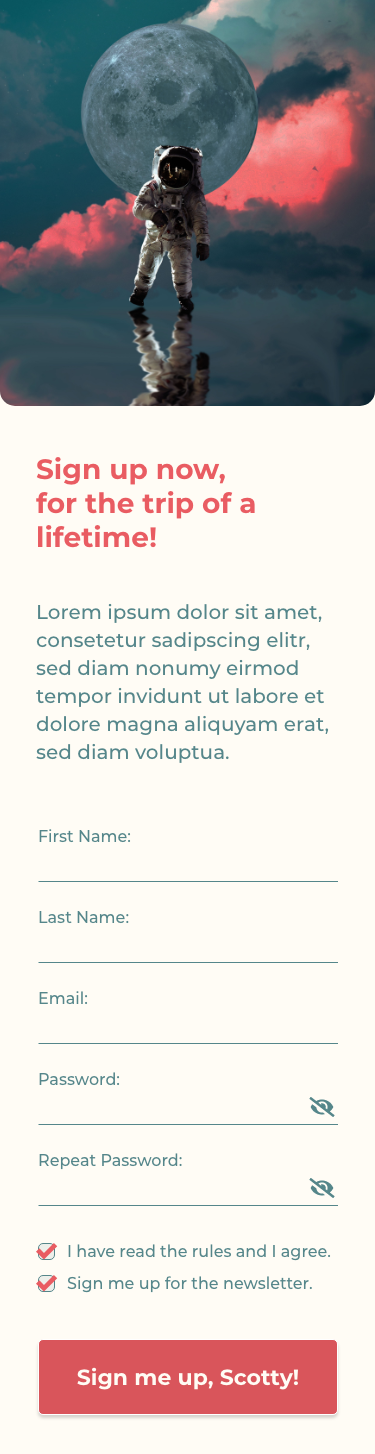 Sign up now,
for the trip of a
lifetime!
Lorem ipsum dolor sit amet,
consetetur sadipscing elitr,
sed diam nonumy eirmod
tempor invidunt ut labore et
dolore magna aliquyam erat,
sed diam voluptua.
First Name:
Last Name:
Email:
Password:
Repeat Password:
I have read the rules and I agree.
Sign me up for the newsletter.
Sign me up, Scotty!